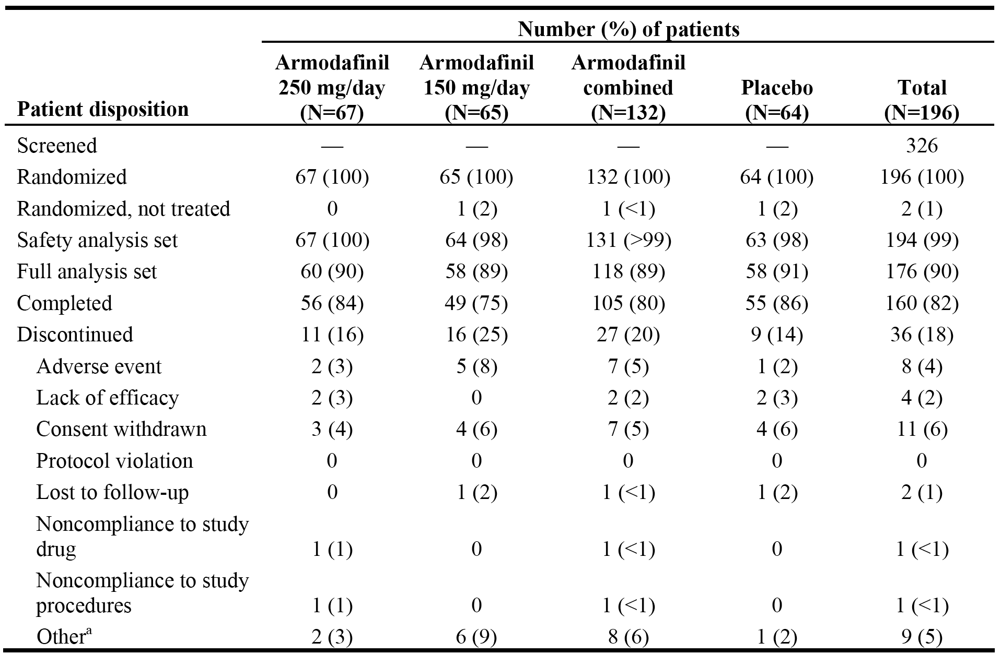 Number (%) of patients
Patient disposition Armodafinil 250 mg/day (N=67) Armodafinil 150 mg/day (N=65) Armodafinil combined (N=132) Placebo (N=64) Total (N=196)
Screened — — — — 326
Randomized 67 (100) 65 (100) 132 (100) 64 (100) 196 (100)
Randomized, not treated 0 1 (2) 1 (<1) 1 (2) 2 (1)
Safety analysis set 67 (100) 64 (98) 131 (>99) 63 (98) 194 (99)
Full analysis set 60 (90) 58 (89) 118 (89) 58 (91) 176 (90)
Completed 56 (84) 49 (75) 105 (80) 55 (86) 160 (82)
Discontinued 11 (16) 16 (25) 27 (20) 9 (14) 36 (18)
Adverse event 2 (3) 5 (8) 7 (5) 1 (2) 8 (4)
Lack of efficacy 2 (3) 0 2 (2) 2 (3) 4 (2)
Consent withdrawn 3 (4) 4 (6) 7 (5) 4 (6) 11 (6)
Protocol violation 0 0 0 0 0
Lost to follow-up 0 1 (2) 1 (<1) 1 (2) 2 (1)
Noncompliance to study
drug 1 (1) 0 1 (<1) 0 1 (<1)
Noncompliance to study
procedures 1 (1) 0 1 (<1) 0 1 (<1)
Otherᵃ 2 (3) 6 (9) 8 (6) 1 (2) 9 (5)